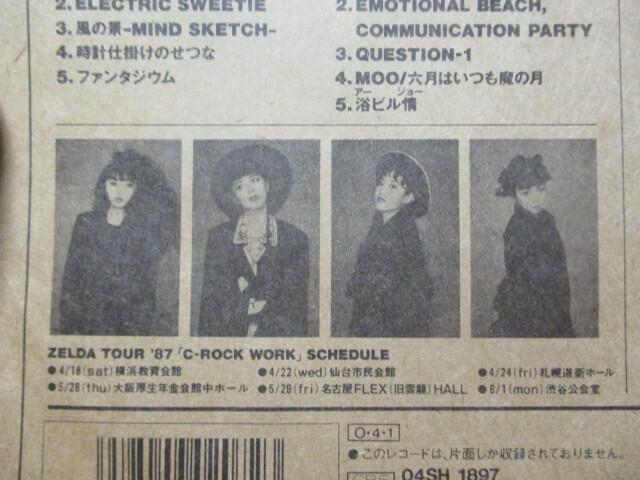 2. ELECTRIC SWEETIE
3. 風の景-MIND SKETCH-
4. 時計仕掛けのせつな
5. ファンタジウム
2. EMOTIONAL BEACH,
COMMUNICATION PARTY
3. QUESTION-1
4. MOO/六月はいつも魔の月
アー ジョー
5. 浴ビル情
ZELDA TOUR '87「C-ROCK WORK」SCHEDULE
●4/18(sat)横浜教育会館 ●4/22(wed)仙台市民会館 ●4/24(fri)札幌道新ホール
●5/28(thu)大阪厚生年金会館中ホール ●5/29(fri)名古屋FLEX(旧雲龍)HALL ●6/1(mon)渋谷公会堂
0・4・1
●このレコードは、片面しか収録されておりません。
CBS 04SH 1897